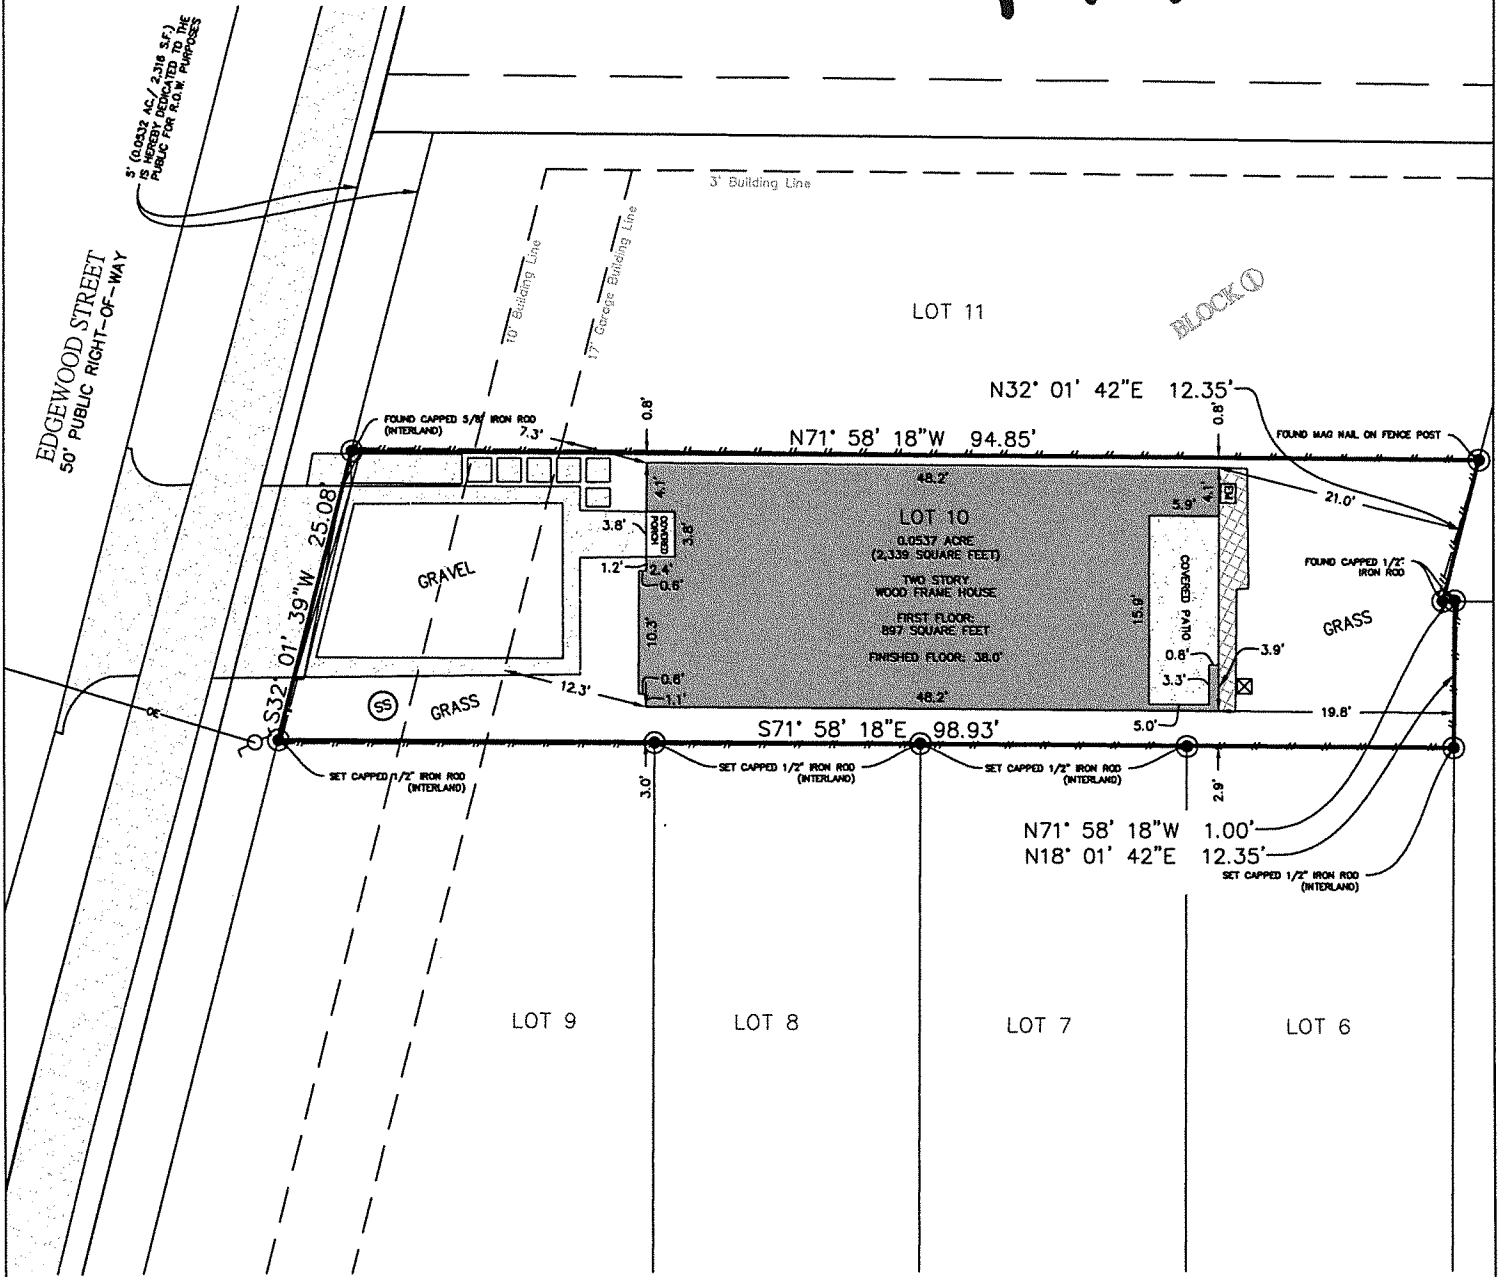 5' (0.0532 AC./ 2,316 S.F.)
IS HEREBY DEDICATED TO THE
PUBLIC FOR R.O.W. PURPOSES
EDGEWOOD STREET
50' PUBLIC RIGHT-OF-WAY
3' Building Line
10' Building Line
17' Garage Building Line
LOT 11
BLOCK 1
N32° 01' 42"E 12.35'
FOUND CAPPED 5/8" IRON ROD
(INTERLAND)
7.3'
0.8'
N71° 58' 18"W 94.85'
0.8'
FOUND MAG NAIL ON FENCE POST
S32° 01' 39"W 25.08'
GRAVEL
48.2'
4.1'
3.8'
COVERED
PORCH
3.8'
1.2'
2.4'
0.6'
10.3'
0.6'
1.1'
LOT 10
0.0537 ACRE
(2,339 SQUARE FEET)
TWO STORY
WOOD FRAME HOUSE
FIRST FLOOR:
897 SQUARE FEET
FINISHED FLOOR: 38.0'
48.2'
5.9'
4.1'
EM
21.0'
COVERED PATIO
15.9'
0.8'
3.3'
3.9'
5.0'
FOUND CAPPED 1/2"
IRON ROD
GRASS
19.8'
12.3'
SS
GRASS
OE
S71° 58' 18"E 98.93'
SET CAPPED 1/2" IRON ROD
(INTERLAND)
3.0'
SET CAPPED 1/2" IRON ROD
(INTERLAND)
SET CAPPED 1/2" IRON ROD
(INTERLAND)
2.9'
N71° 58' 18"W 1.00'
N18° 01' 42"E 12.35'
SET CAPPED 1/2" IRON ROD
(INTERLAND)
LOT 9
LOT 8
LOT 7
LOT 6